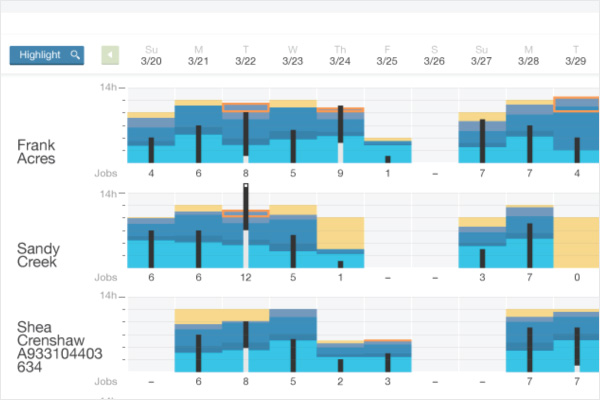 Highlight
Su M T W Th F S Su M T
3/20 3/21 3/22 3/23 3/24 3/25 3/26 3/27 3/28 3/29
14h
Frank
Acres
Jobs 4 6 8 5 9 1 – 7 7 4
14h
Sandy
Creek
Jobs 6 6 12 5 1 – – 3 7 0
14h
Shea
Crenshaw
A933104403
634
Jobs – 6 8 5 2 3 – – 7 7